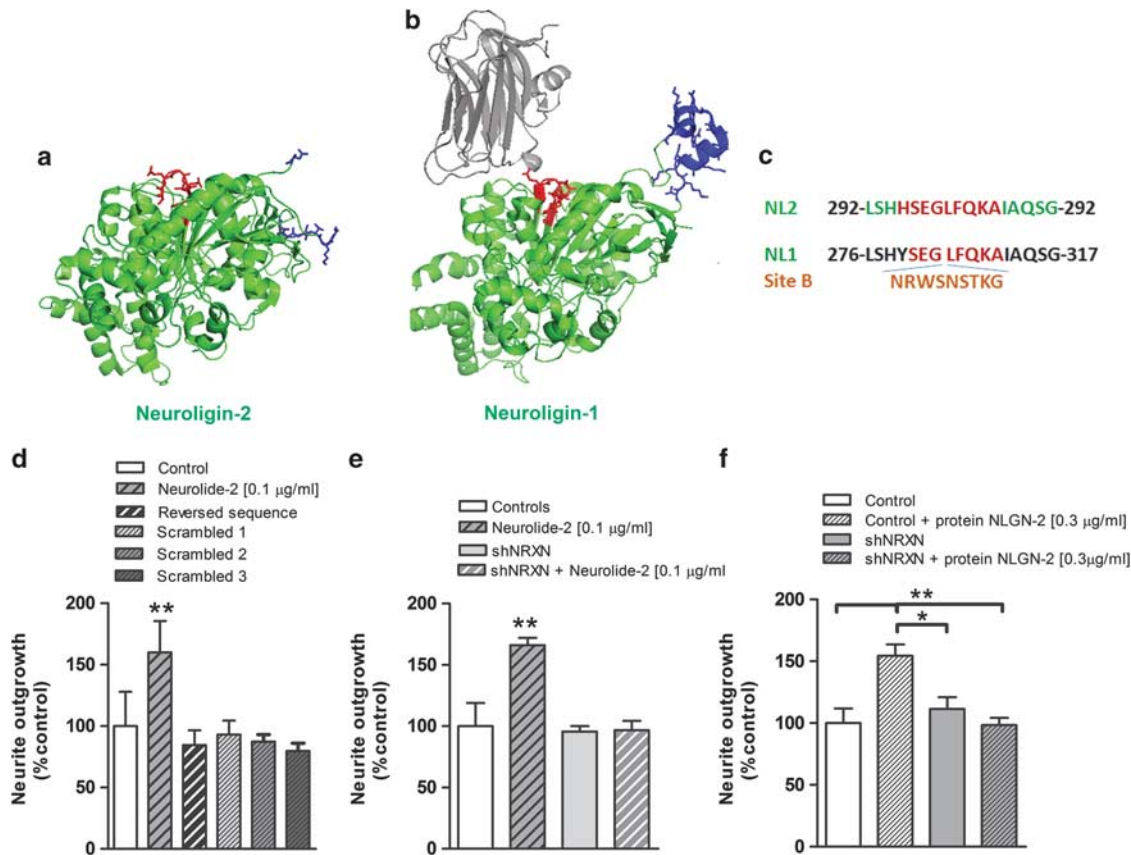 a
b
c
Neuroligin-2
Neuroligin-1
NL2 292-LSHHSEGLFQKAIAQSG-292
NL1 276-LSHYSEG LFQKAIAQSG-317
Site B NRWSNSTKG
d
Control
Neurolide-2 [0.1 µg/ml]
Reversed sequence
Scrambled 1
Scrambled 2
Scrambled 3
Neurite outgrowth
(%control)
200
150
100
50
0
**
e
Controls
Neurolide-2 [0.1 µg/ml]
shNRXN
shNRXN + Neurolide-2 [0.1 µg/ml
Neurite outgrowth
(%control)
200
150
100
50
0
**
f
Control
Control + protein NLGN-2 [0.3 µg/ml]
shNRXN
shNRXN + protein NLGN-2 [0.3µg/ml]
Neurite outgrowth
(%control)
200
150
100
50
0
**
*